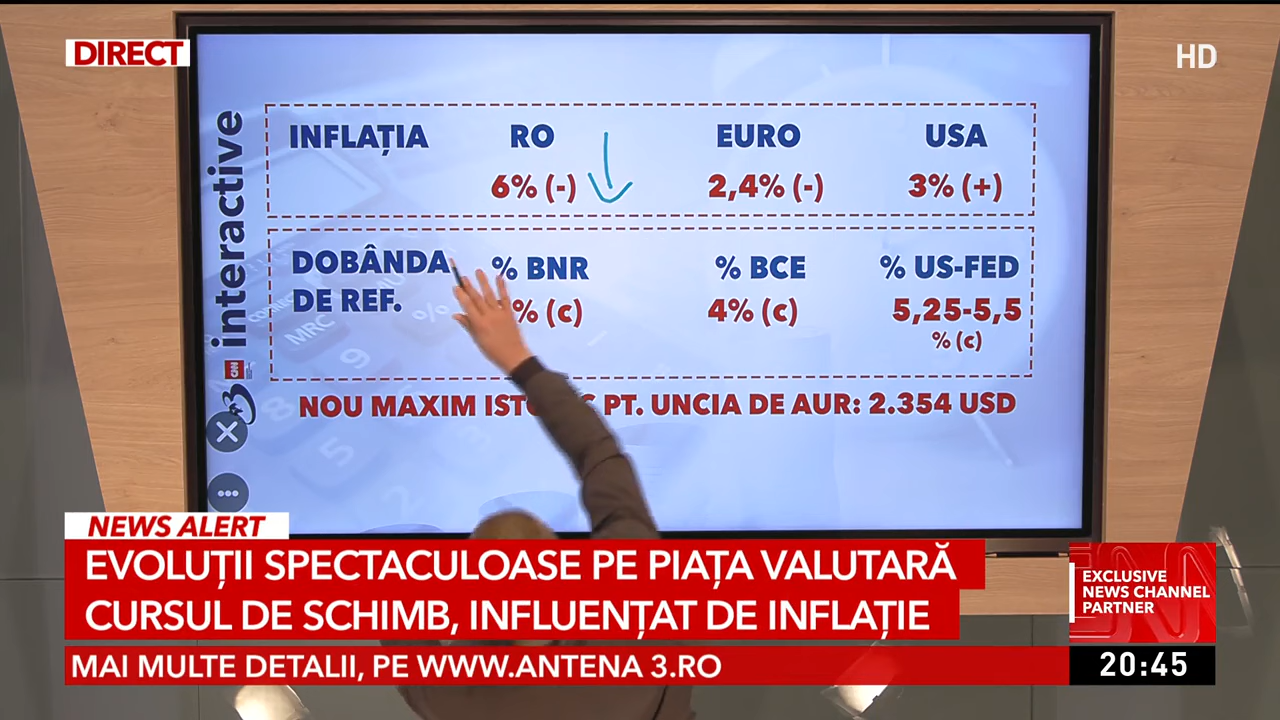 DIRECT
HD
interactive
INFLAȚIA RO EURO USA
6% (-) 2,4% (-) 3% (+)
DOBÂNDA % BNR % BCE % US-FED
DE REF.
% (c) 4% (c) 5,25-5,5
% (c)
NOU MAXIM PT. UNCIA DE AUR: 2.354 USD
MRC
CNN
NEWS ALERT
EVOLUȚII SPECTACULOASE PE PIAȚA VALUTARĂ
CURSUL DE SCHIMB, INFLUENȚAT DE INFLAȚIE
MAI MULTE DETALII, PE WWW.ANTENA 3.RO
EXCLUSIVE
NEWS CHANNEL
PARTNER
20:45